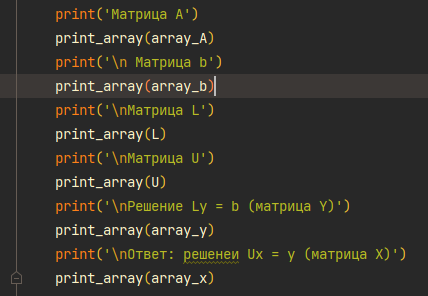 print('Матрица A')
print_array(array_A)
print('\n Матрица b')
print_array(array_b)
print('\nМатрица L')
print_array(L)
print('\nМатрица U')
print_array(U)
print('\nРешение Ly = b (матрица Y)')
print_array(array_y)
print('\nОтвет: решенеи Ux = y (матрица X)')
print_array(array_x)